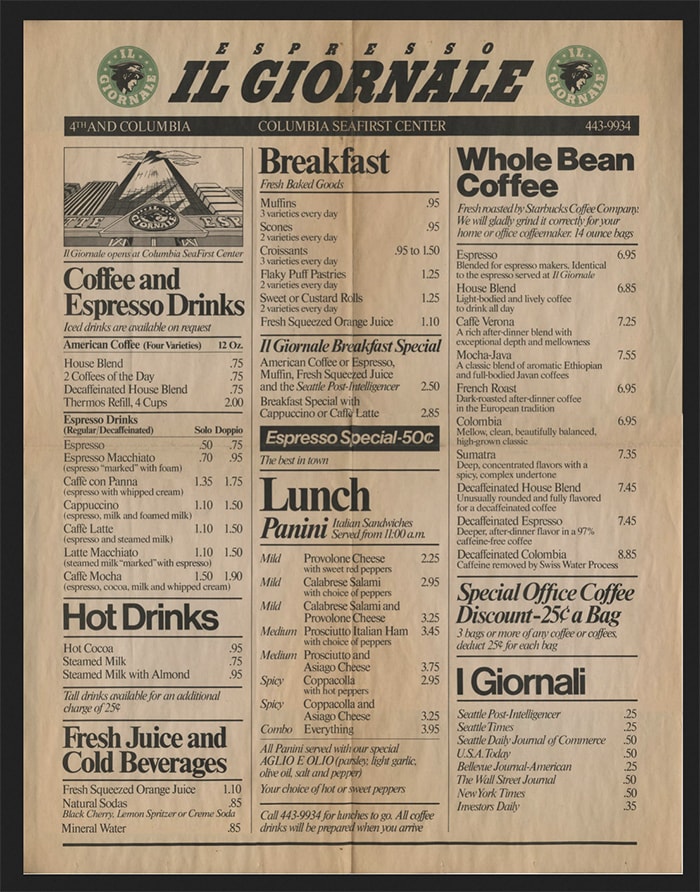 ESPRESSO
IL GIORNALE
IL GIORNALE
IL GIORNALE
4TH AND COLUMBIA COLUMBIA SEAFIRST CENTER 443-9934
IL GIORNALE
Il Giornale opens at Columbia SeaFirst Center
Coffee and
Espresso Drinks
Iced drinks are available on request
American Coffee (Four Varieties) 12 Oz.
House Blend .75
2 Coffees of the Day .75
Decaffeinated House Blend .75
Thermos Refill, 4 Cups 2.00
Espresso Drinks
(Regular/Decaffeinated) Solo Doppio
Espresso .50 .75
Espresso Macchiato .70 .95
(espresso "marked" with foam)
Caffè con Panna 1.35 1.75
(espresso with whipped cream)
Cappuccino 1.10 1.50
(espresso, milk and foamed milk)
Caffè Latte 1.10 1.50
(espresso and steamed milk)
Latte Macchiato 1.10 1.50
(steamed milk "marked" with espresso)
Caffè Mocha 1.50 1.90
(espresso, cocoa, milk and whipped cream)
Hot Drinks
Hot Cocoa .95
Steamed Milk .75
Steamed Milk with Almond .95
Tall drinks available for an additional
charge of 25¢
Fresh Juice and
Cold Beverages
Fresh Squeezed Orange Juice 1.10
Natural Sodas .85
Black Cherry, Lemon Spritzer or Creme Soda
Mineral Water .85
Breakfast
Fresh Baked Goods
Muffins .95
3 varieties every day
Scones .95
2 varieties every day
Croissants .95 to 1.50
3 varieties every day
Flaky Puff Pastries 1.25
2 varieties every day
Sweet or Custard Rolls 1.25
2 varieties every day
Fresh Squeezed Orange Juice 1.10
Il Giornale Breakfast Special
American Coffee or Espresso,
Muffin, Fresh Squeezed Juice
and the Seattle Post-Intelligencer 2.50
Breakfast Special with
Cappuccino or Caffè Latte 2.85
Espresso Special-50¢
The best in town
Lunch
Panini Italian Sandwiches
Served from 11:00 a.m.
Mild Provolone Cheese 2.25
with sweet red peppers
Mild Calabrese Salami 2.95
with choice of peppers
Mild Calabrese Salami and
Provolone Cheese 3.25
Medium Prosciutto Italian Ham 3.45
with choice of peppers
Medium Prosciutto and
Asiago Cheese 3.75
Spicy Coppacolla 2.95
with hot peppers
Spicy Coppacolla and
Asiago Cheese 3.25
Combo Everything 3.95
All Panini served with our special
AGLIO E OLIO (parsley, light garlic,
olive oil, salt and pepper)
Your choice of hot or sweet peppers
Call 443-9934 for lunches to go. All coffee
drinks will be prepared when you arrive
Whole Bean
Coffee
Fresh roasted by Starbucks Coffee Company.
We will gladly grind it correctly for your
home or office coffeemaker. 14 ounce bags
Espresso 6.95
Blended for espresso makers. Identical
to the espresso served at Il Giornale
House Blend 6.85
Light-bodied and lively coffee
to drink all day
Caffè Verona 7.25
A rich after-dinner blend with
exceptional depth and mellowness
Mocha-Java 7.55
A classic blend of aromatic Ethiopian
and full-bodied Javan coffees
French Roast 6.95
Dark-roasted after-dinner coffee
in the European tradition
Colombia 6.95
Mellow, clean, beautifully balanced,
high-grown classic
Sumatra 7.35
Deep, concentrated flavors with a
spicy, complex undertone
Decaffeinated House Blend 7.45
Unusually rounded and fully flavored
for a decaffeinated coffee
Decaffeinated Espresso 7.45
Deeper, after-dinner flavor in a 97%
caffeine-free coffee
Decaffeinated Colombia 8.85
Caffeine removed by Swiss Water Process
Special Office Coffee
Discount-25¢ a Bag
3 bags or more of any coffee or coffees,
deduct 25¢ for each bag
I Giornali
Seattle Post-Intelligencer .25
Seattle Times .25
Seattle Daily Journal of Commerce .50
U.S.A. Today .50
Bellevue Journal-American .25
The Wall Street Journal .50
New York Times .50
Investors Daily .35